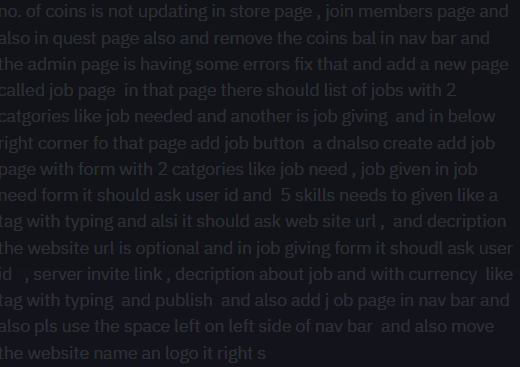 no. of coins is not updating in store page , join members page and
also in quest page also and remove the coins bal in nav bar and
the admin page is having some errors fix that and add a new page
called job page  in that page there should list of jobs with 2
catgories like job needed and another is job giving  and in below
right corner fo that page add job button  a dnalso create add job
page with form with 2 catgories like job need , job given in job
need form it should ask user id and  5 skills needs to given like a
tag with typing and alsi it should ask web site url ,  and decription
the website url is optional and in job giving form it shoudl ask user
id   , server invite link , decription about job and with currency  like
tag with typing  and publish  and also add j ob page in nav bar and
also pls use the space left on left side of nav bar  and also move
the website name an logo it right s